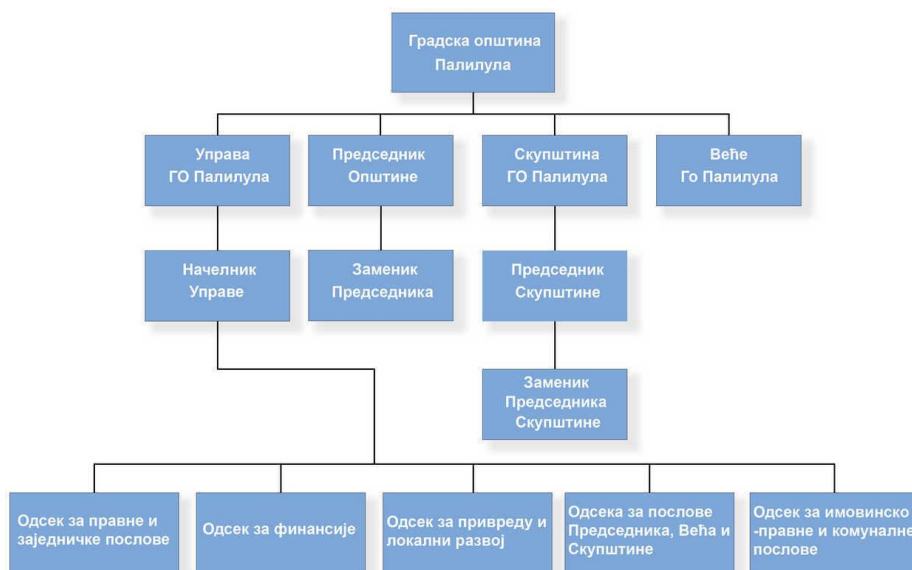 Градска општина
Палилула
Управа
ГО Палилула
Председник
Општине
Скупштина
ГО Палилула
Веће
Го Палилула
Начелник
Управе
Заменик
Председника
Председник
Скупштине
Заменик
Председника
Скупштине
Одсек за правне и
заједничке послове
Одсек за финансије
Одсек за привреду и
локални развој
Одсека за послове
Председника, Већа и
Скупштине
Одсек за имовинско
-правне и комуналне
послове